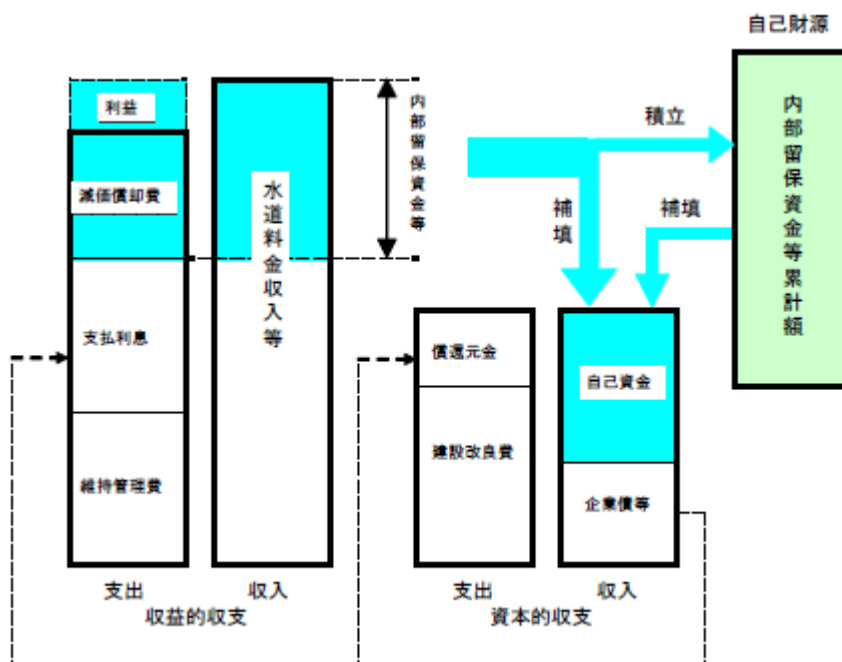 自己財源
利益
減価償却費
支払利息
維持管理費
水道料金収入等
内部留保資金等
積立
補填
補填
内部留保資金等累計額
償還元金
建設改良費
自己資金
企業債等
支出
収入
収益的収支
支出
収入
資本的収支